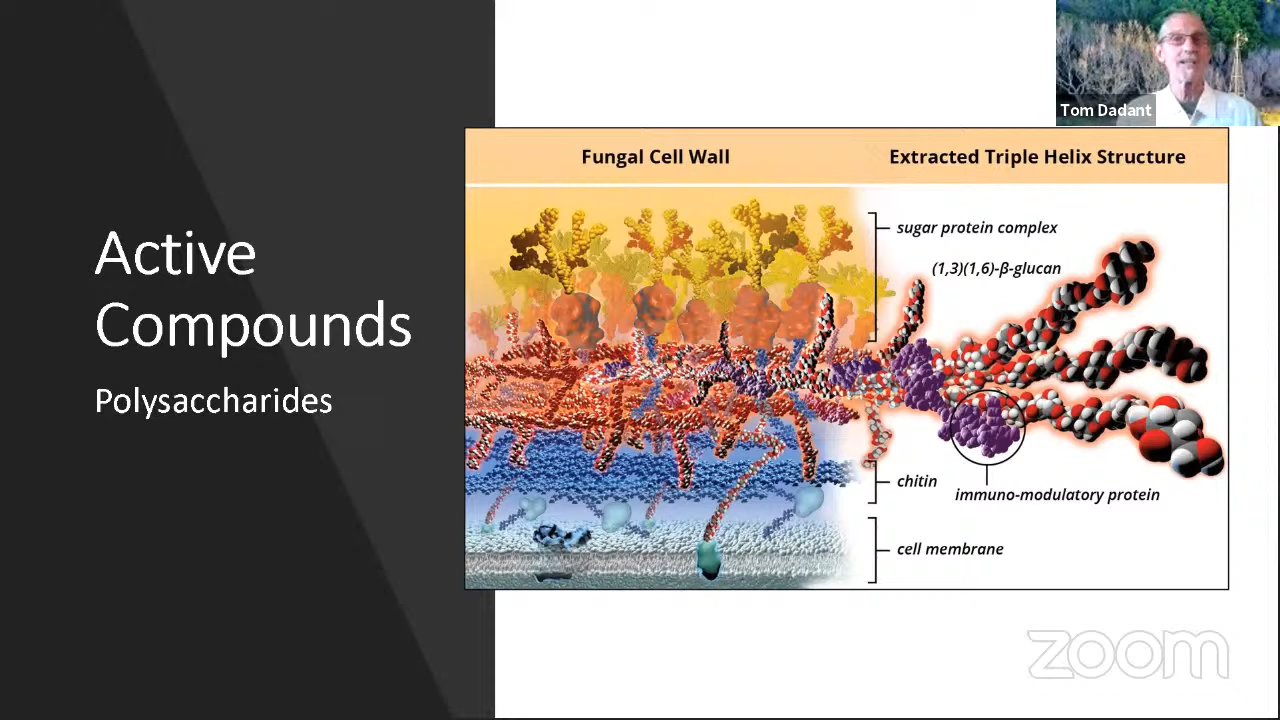 Active
Compounds
Polysaccharides
Tom Dadant
Fungal Cell Wall
Extracted Triple Helix Structure
sugar protein complex
(1,3)(1,6)-β-glucan
chitin
immuno-modulatory protein
cell membrane
zoom